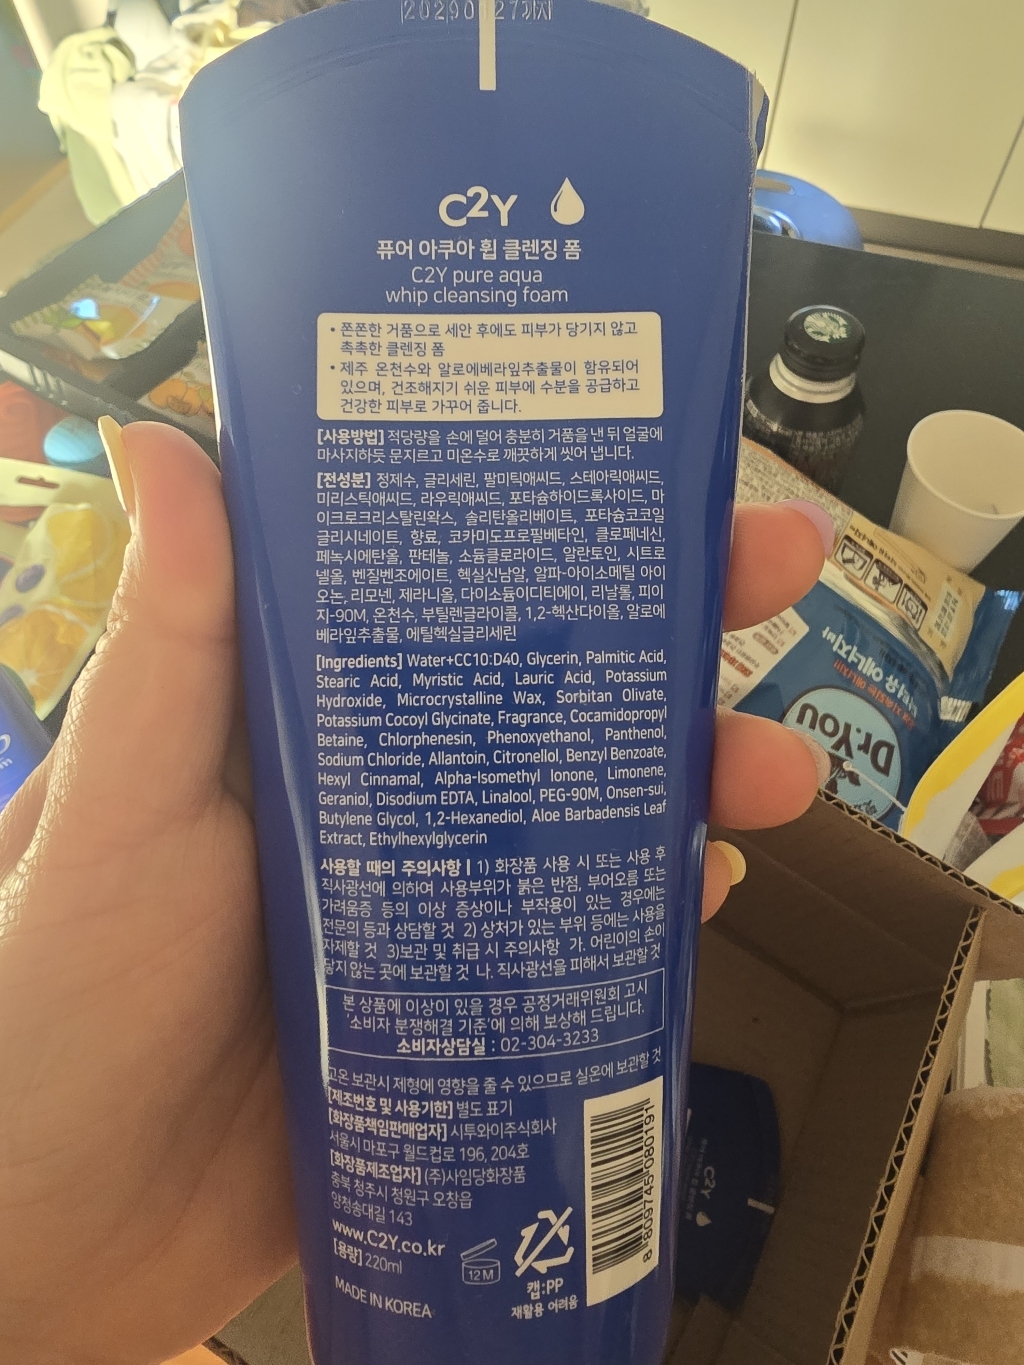 C2Y
퓨어 아쿠아 휩 클렌징 폼
C2Y pure aqua
whip cleansing foam
• 쫀쫀한 거품으로 세안 후에도 피부가 당기지 않고
촉촉한 클렌징 폼
• 제주 온천수와 알로에베라잎추출물이 함유되어
있으며, 건조해지기 쉬운 피부에 수분을 공급하고
건강한 피부로 가꾸어 줍니다.
[사용방법] 적당량을 손에 덜어 충분히 거품을 낸 뒤 얼굴에
마사지하듯 문지르고 미온수로 깨끗하게 씻어 냅니다.
[전성분] 정제수, 글리세린, 팔미틱애씨드, 스테아릭애씨드,
미리스틱애씨드, 라우릭애씨드, 포타슘하이드록사이드, 마
이크로크리스탈린왁스, 솔리탄올리베이트, 포타슘코코일
글리시네이트, 향료, 코카미도프로필베타인, 클로페네신,
페녹시에탄올, 판테놀, 소듐클로라이드, 알란토인, 시트로
넬올, 벤질벤조에이트, 헥실신남알, 알파-아이소메틸 아이
오논, 리모넨, 제라니올, 다이소듐이디티에이, 리날롤, 피이
지-90M, 온천수, 부틸렌글라이콜, 1,2-헥산다이올, 알로에
베라잎추출물, 에틸헥실글리세린
[Ingredients] Water+CC10:D40, Glycerin, Palmitic Acid,
Stearic Acid, Myristic Acid, Lauric Acid, Potassium
Hydroxide, Microcrystalline Wax, Sorbitan Olivate,
Potassium Cocoyl Glycinate, Fragrance, Cocamidopropyl
Betaine, Chlorphenesin, Phenoxyethanol, Panthenol,
Sodium Chloride, Allantoin, Citronellol, Benzyl Benzoate,
Hexyl Cinnamal, Alpha-Isomethyl Ionone, Limonene,
Geraniol, Disodium EDTA, Linalool, PEG-90M, Onsen-sui,
Butylene Glycol, 1,2-Hexanediol, Aloe Barbadensis Leaf
Extract, Ethylhexylglycerin
사용할 때의 주의사항 | 1) 화장품 사용 시 또는 사용 후
직사광선에 의하여 사용부위가 붉은 반점, 부어오름 또는
가려움증 등의 이상 증상이나 부작용이 있는 경우에는
전문의 등과 상담할 것 2) 상처가 있는 부위 등에는 사용을
자제할 것 3)보관 및 취급 시 주의사항 가. 어린이의 손이
닿지 않는 곳에 보관할 것 나. 직사광선을 피해서 보관할 것
본 상품에 이상이 있을 경우 공정거래위원회 고시
'소비자 분쟁해결 기준'에 의해 보상해 드립니다.
소비자상담실 : 02-304-3233
고온 보관시 제형에 영향을 줄 수 있으므로 실온에 보관할 것
[제조번호 및 사용기한] 별도 표기
[화장품책임판매업자] 시투와이주식회사
서울시 마포구 월드컵로 196, 204호
[화장품제조업자] (주)사임당화장품
충북 청주시 청원구 오창읍
양청송대길 143
www.C2Y.co.kr
[용량] 220ml
MADE IN KOREA
12M
캡:PP
재활용 어려움
8 809745 080191
Dr.You
C2Y